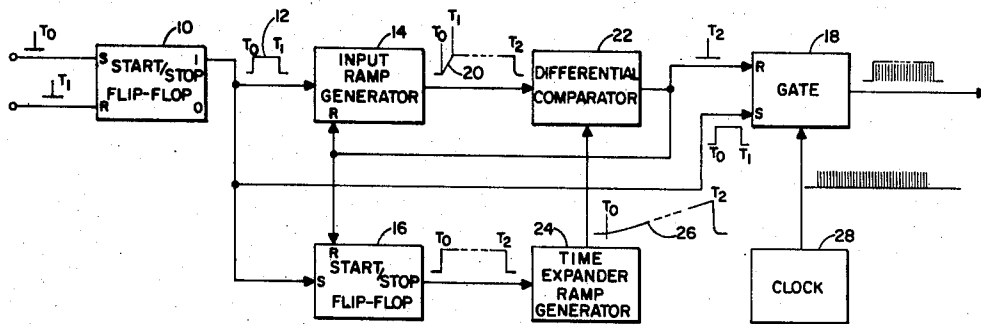 T0
10
S
START/STOP
FLIP-FLOP
1
R
0
T1
12
T0 T1
14
INPUT
RAMP
GENERATOR
R
T0
T1
20
T2
22
DIFFERENTIAL
COMPARATOR
T2
18
R
GATE
S
T0 T1
16
R
START/STOP
S
FLIP-FLOP
T0 T2
24
TIME
EXPANDER
RAMP
GENERATOR
T0
26
T2
28
CLOCK